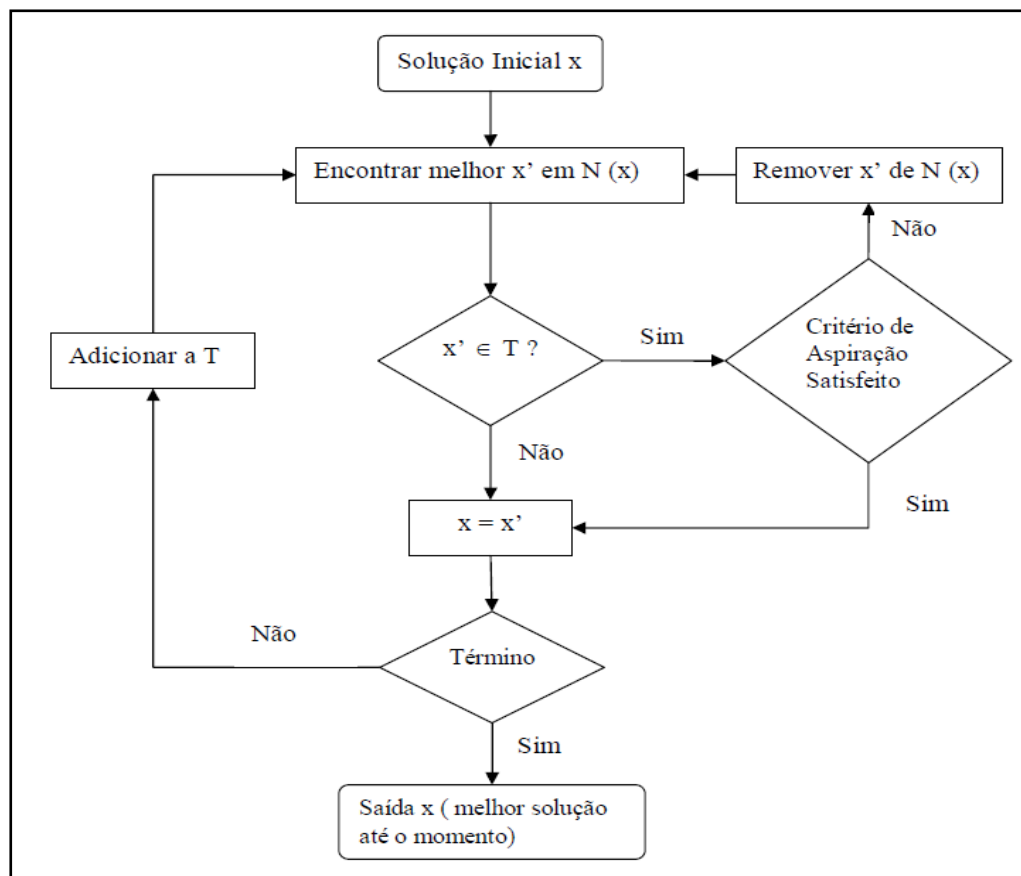 Solução Inicial x
Encontrar melhor x’ em N (x)
Remover x’ de N (x)
Não
Adicionar a T
x’ ∈ T ?
Sim
Critério de
Aspiração
Satisfeito
Não
Sim
x = x’
Não
Término
Sim
Saída x ( melhor solução
até o momento)